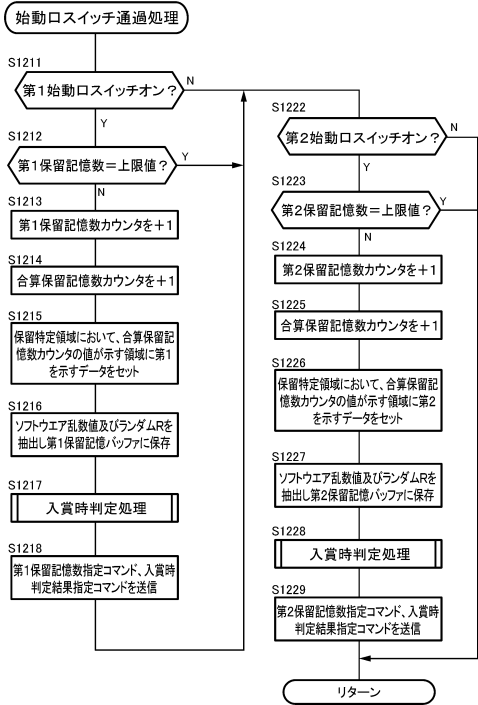 始動口スイッチ通過処理
S1211
第1始動口スイッチオン？
N
Y
S1212
第1保留記憶数＝上限値？
Y
N
S1213
第1保留記憶数カウンタを＋1
S1214
合算保留記憶数カウンタを＋1
S1215
保留特定領域において、合算保留記
憶数カウンタの値が示す領域に第1
を示すデータをセット
S1216
ソフトウエア乱数値及びランダムRを
抽出し第1保留記憶バッファに保存
S1217
入賞時判定処理
S1218
第1保留記憶数指定コマンド、入賞時
判定結果指定コマンドを送信
S1222
第2始動口スイッチオン？
N
Y
S1223
第2保留記憶数＝上限値？
Y
N
S1224
第2保留記憶数カウンタを＋1
S1225
合算保留記憶数カウンタを＋1
S1226
保留特定領域において、合算保留記
憶数カウンタの値が示す領域に第2
を示すデータをセット
S1227
ソフトウエア乱数値及びランダムRを
抽出し第2保留記憶バッファに保存
S1228
入賞時判定処理
S1229
第2保留記憶数指定コマンド、入賞時
判定結果指定コマンドを送信
リターン